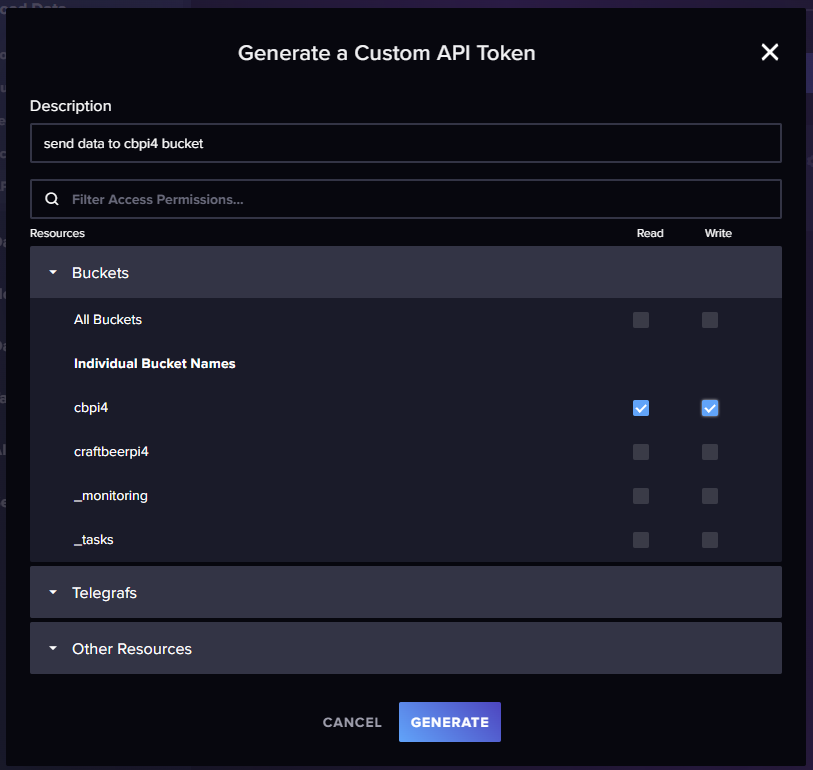 Generate a Custom API Token
Description
send data to cbpi4 bucket
Filter Access Permissions...
Resources Read Write
Buckets
All Buckets
Individual Bucket Names
cbpi4
craftbeerpi4
_monitoring
_tasks
Telegrafs
Other Resources
CANCEL GENERATE